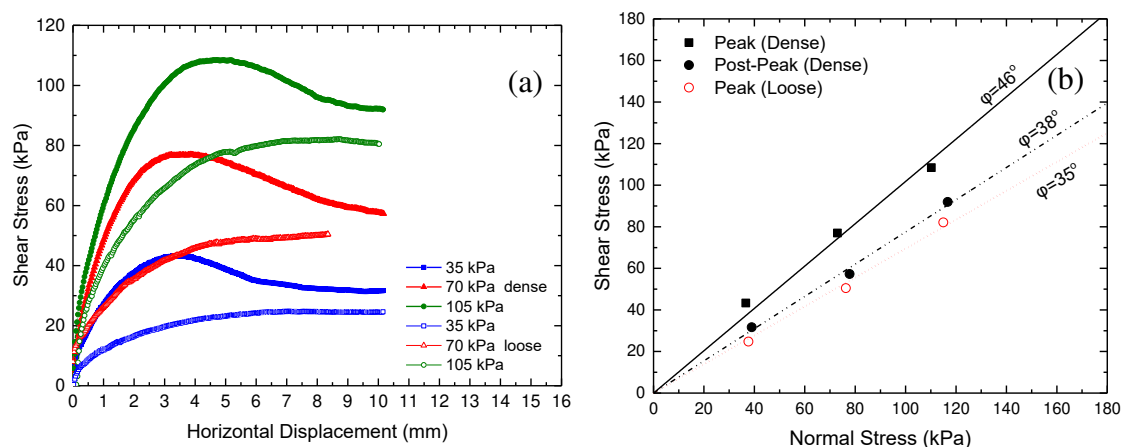 120
100
80
60
40
20
0
Shear Stress (kPa)
(a)
35 kPa
70 kPa dense
105 kPa
35 kPa
70 kPa loose
105 kPa
0 1 2 3 4 5 6 7 8 9 10 11 12 13 14 15 16
Horizontal Displacement (mm)
180
160
140
120
100
80
60
40
20
0
Shear Stress (kPa)
Peak (Dense)
Post-Peak (Dense)
Peak (Loose)
(b)
φ=46°
φ=38°
φ=35°
0 20 40 60 80 100 120 140 160 180
Normal Stress (kPa)